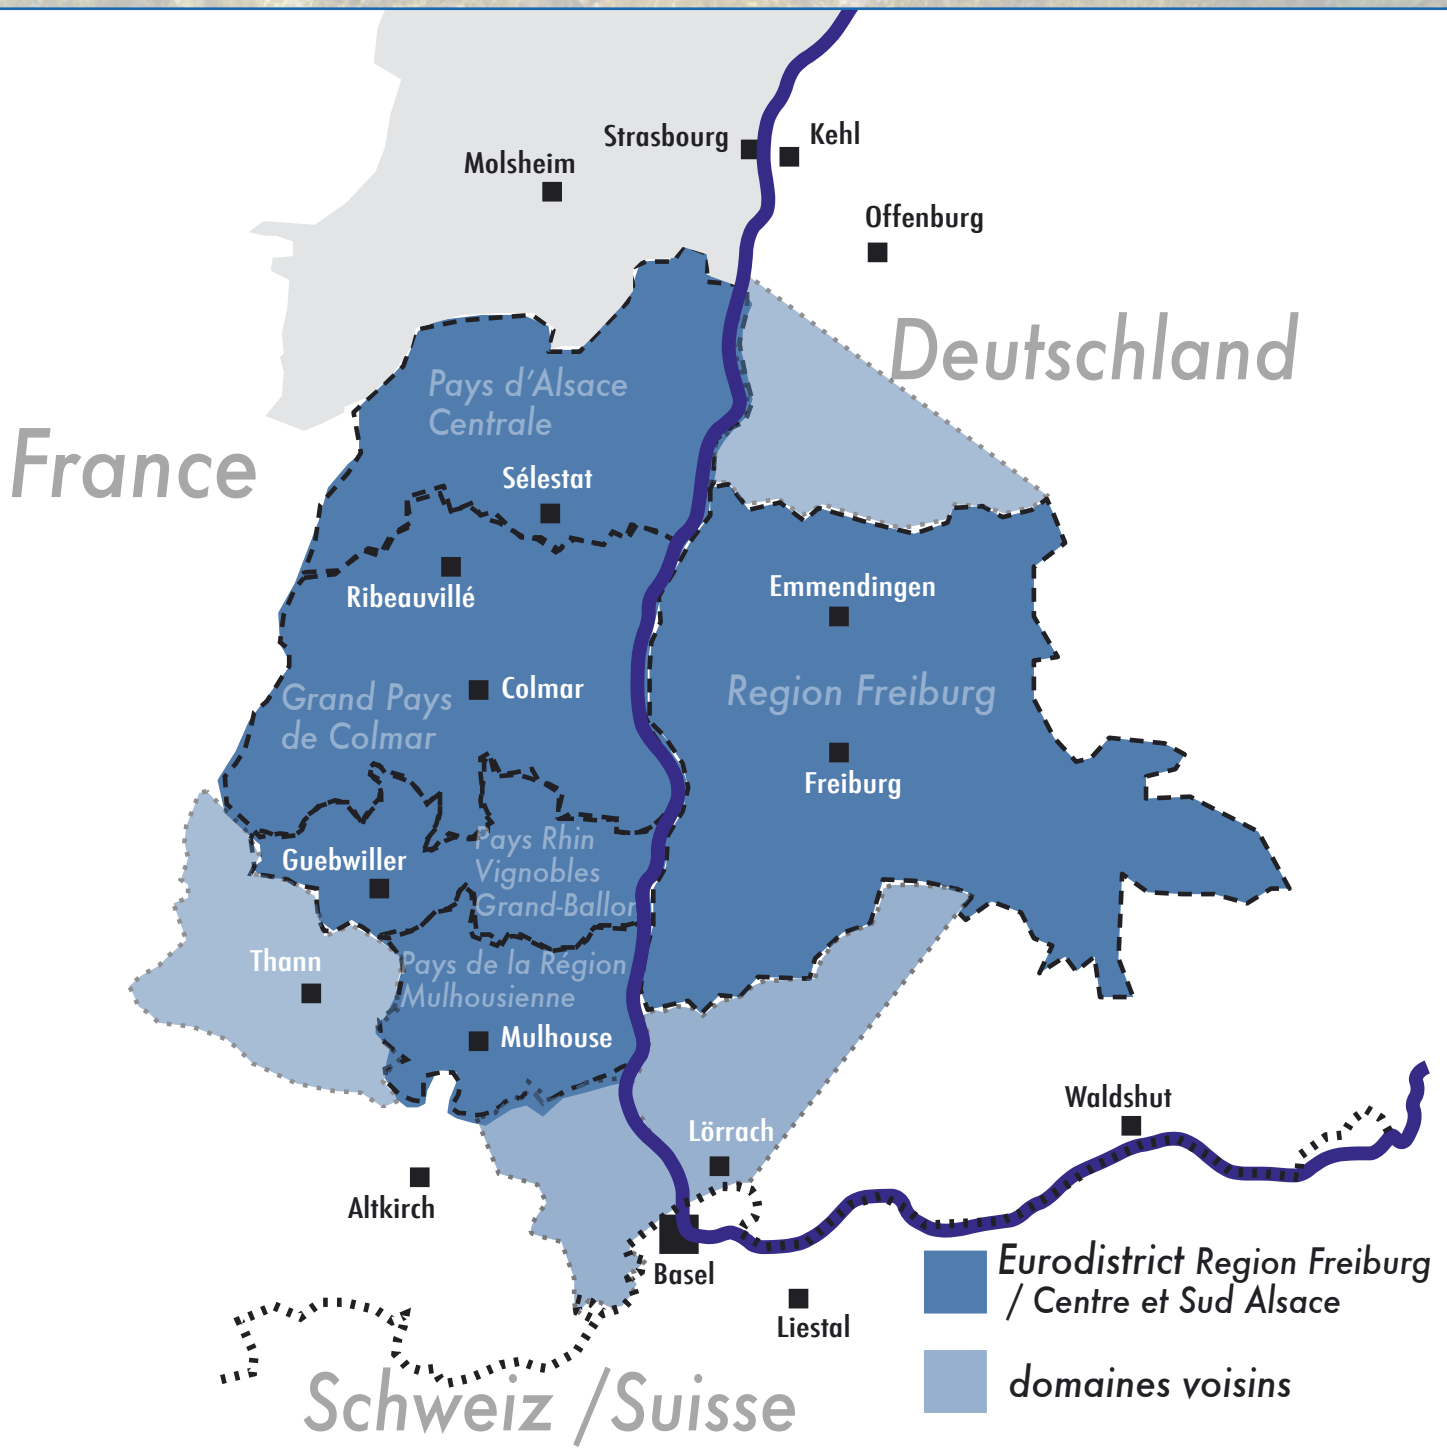 Strasbourg
Kehl
Molsheim
Offenburg
Deutschland
Pays d'Alsace
Centrale
France
Sélestat
Ribeauvillé
Emmendingen
Grand Pays
de Colmar
Colmar
Region Freiburg
Freiburg
Guebwiller
Pays Rhin
Vignobles
Grand-Ballon
Thann
Pays de la Région
Mulhousienne
Mulhouse
Waldshut
Lörrach
Altkirch
Basel
Liestal
Eurodistrict Region Freiburg
/ Centre et Sud Alsace
domaines voisins
Schweiz /Suisse